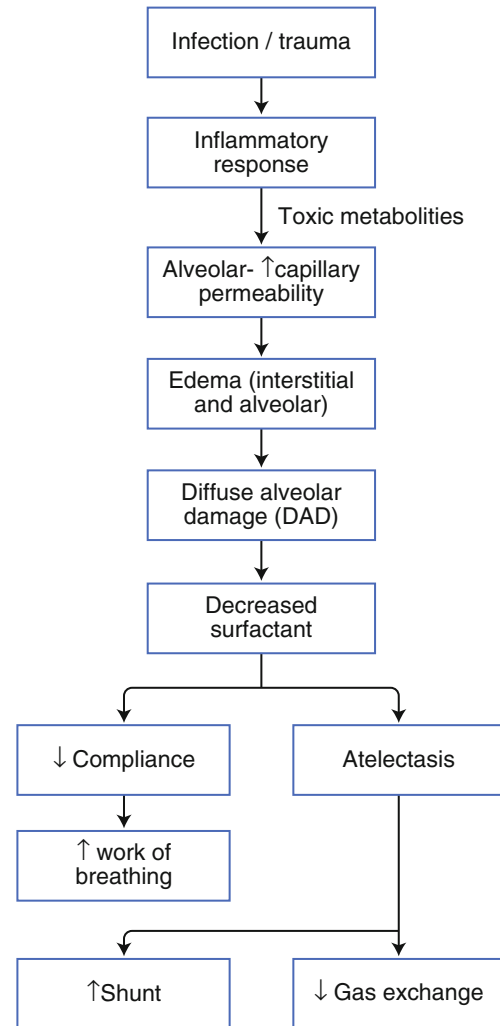 Infection / trauma
Inflammatory
response
Toxic metabolities
Alveolar- ↑capillary
permeability
Edema (interstitial
and alveolar)
Diffuse alveolar
damage (DAD)
Decreased
surfactant
↓ Compliance
Atelectasis
↑ work of
breathing
↑Shunt
↓ Gas exchange